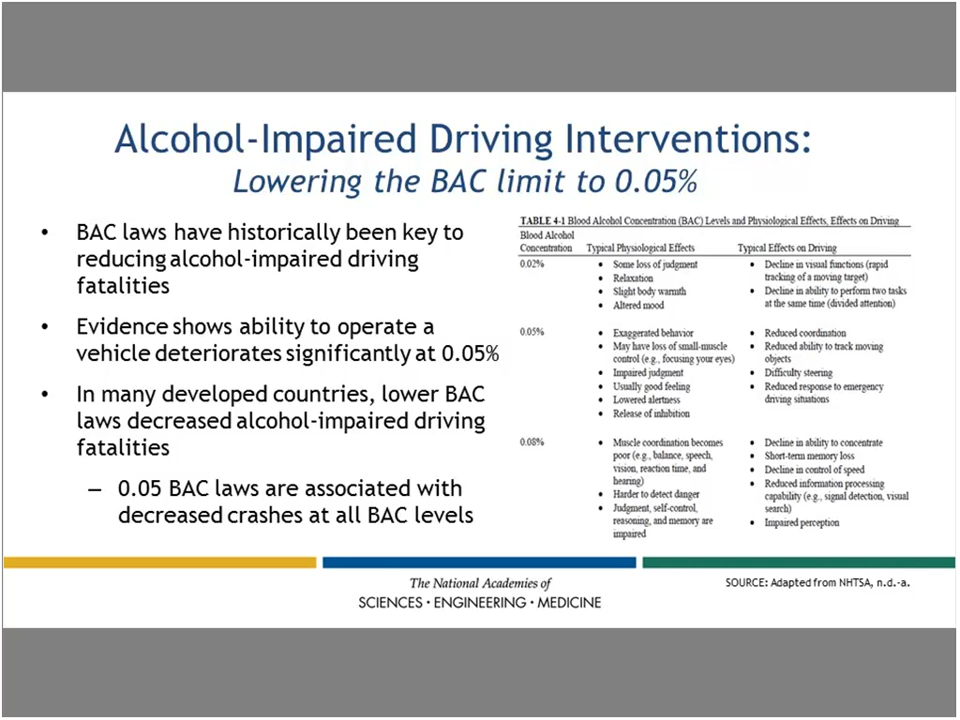 Alcohol-Impaired Driving Interventions:
Lowering the BAC limit to 0.05%
• BAC laws have historically been key to
reducing alcohol-impaired driving
fatalities
• Evidence shows ability to operate a
vehicle deteriorates significantly at 0.05%
• In many developed countries, lower BAC
laws decreased alcohol-impaired driving
fatalities
– 0.05 BAC laws are associated with
decreased crashes at all BAC levels
TABLE 4-1 Blood Alcohol Concentration (BAC) Levels and Physiological Effects, Effects on Driving
Blood Alcohol
Concentration Typical Physiological Effects Typical Effects on Driving
0.02%
• Some loss of judgment
• Relaxation
• Slight body warmth
• Altered mood
• Decline in visual functions (rapid
tracking of a moving target)
• Decline in ability to perform two tasks
at the same time (divided attention)
0.05%
• Exaggerated behavior
• May have loss of small-muscle
control (e.g., focusing your eyes)
• Impaired judgment
• Usually good feeling
• Lowered alertness
• Release of inhibition
• Reduced coordination
• Reduced ability to track moving
objects
• Difficulty steering
• Reduced response to emergency
driving situations
0.08%
• Muscle coordination becomes
poor (e.g., balance, speech,
vision, reaction time, and
hearing)
• Harder to detect danger
• Judgment, self-control,
reasoning, and memory are
impaired
• Decline in ability to concentrate
• Short-term memory loss
• Decline in control of speed
• Reduced information processing
capability (e.g., signal detection, visual
search)
• Impaired perception
The National Academies of
SCIENCES · ENGINEERING · MEDICINE
SOURCE: Adapted from NHTSA, n.d.-a.